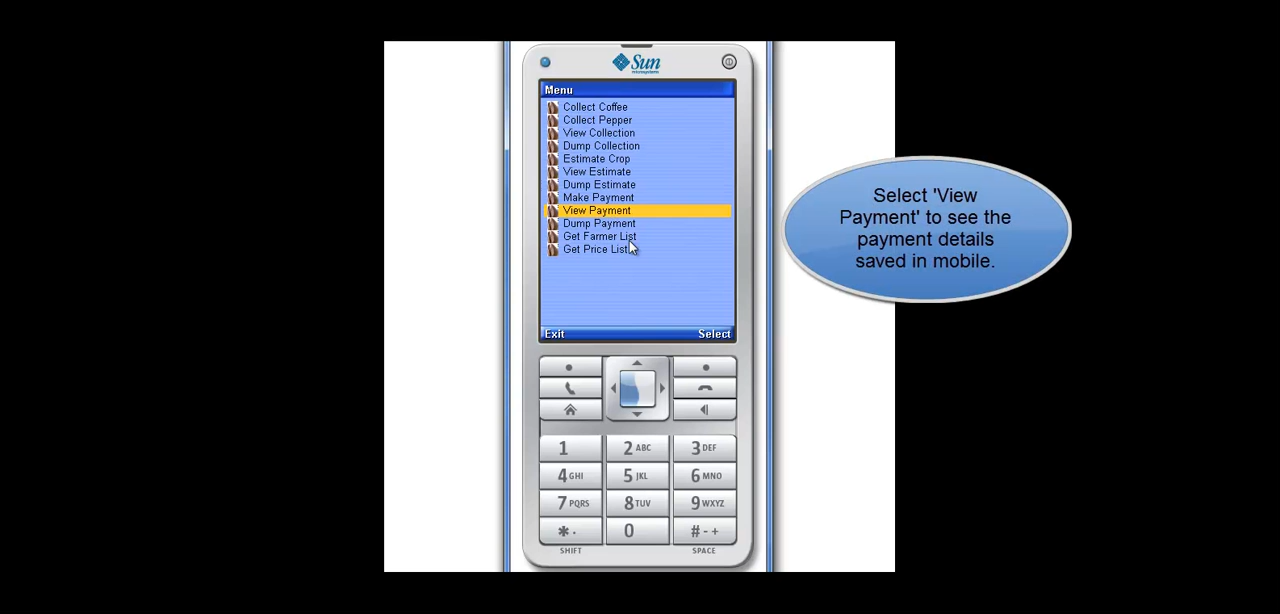 Sun
microsystems
Menu
Collect Coffee
Collect Pepper
View Collection
Dump Collection
Estimate Crop
View Estimate
Dump Estimate
Make Payment
View Payment
Dump Payment
Get Farmer List
Get Price List
Exit Select
Select 'View
Payment' to see the
payment details
saved in mobile.
1 2 ABC 3 DEF
4 GHI 5 JKL 6 MNO
7 PQRS 8 TUV 9 WXYZ
* . 0 # - +
SHIFT SPACE